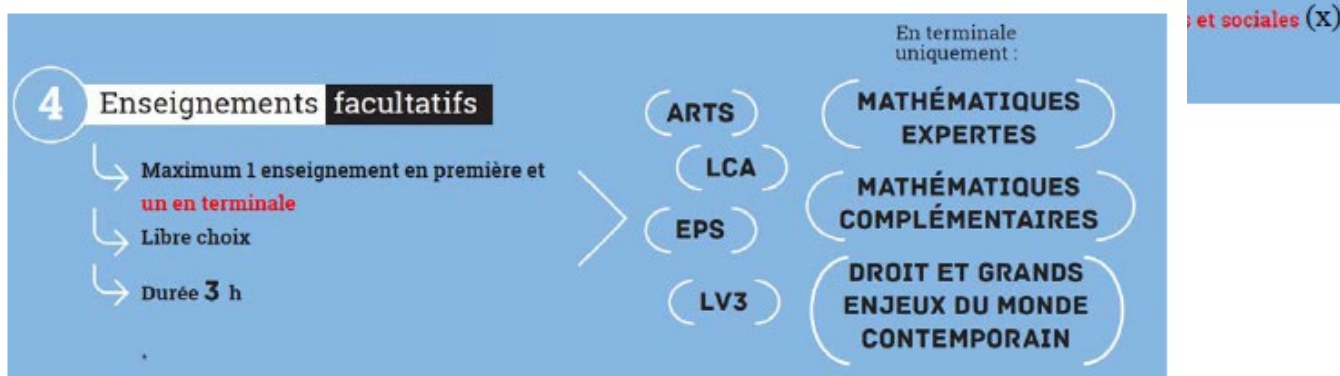 et sociales (x)
En terminale
uniquement :
4 Enseignements facultatifs
Maximum 1 enseignement en première et
un en terminale
Libre choix
Durée 3 h
ARTS
LCA
EPS
LV3
MATHÉMATIQUES
EXPERTES
MATHÉMATIQUES
COMPLÉMENTAIRES
DROIT ET GRANDS
ENJEUX DU MONDE
CONTEMPORAIN